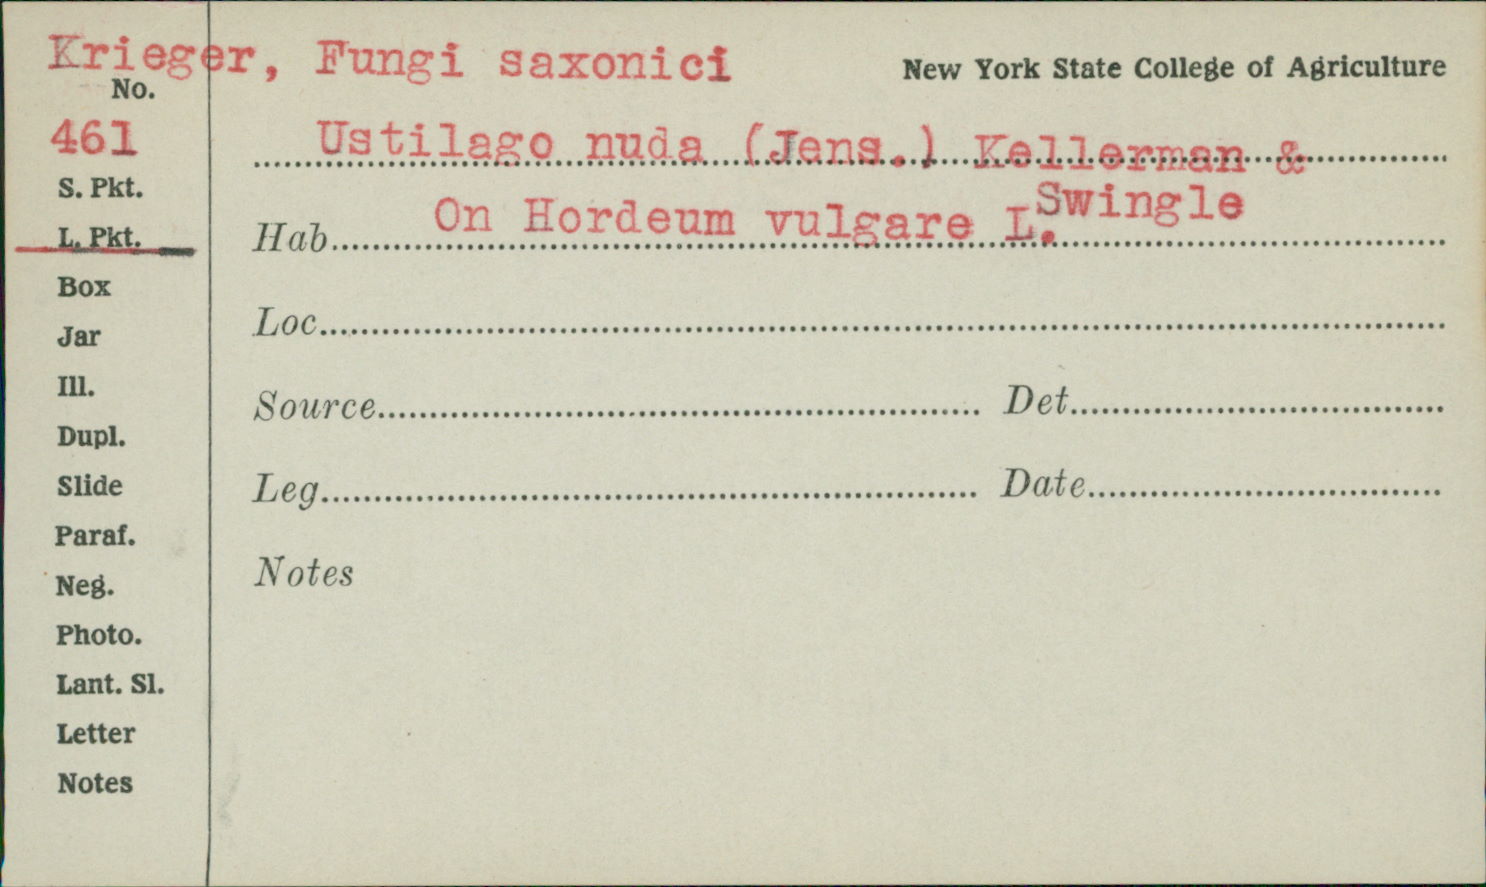 Krieger, Fungi saxonici
New York State College of Agriculture
No.
461
Ustilago nuda (Jens.) Kellerman &
Swingle
S. Pkt.
L. Pkt.
Hab. On Hordeum vulgare L.
Box
Loc.
Jar
Ill.
Source Det.
Dupl.
Slide
Leg. Date
Paraf.
Notes
Neg.
Photo.
Lant. Sl.
Letter
Notes